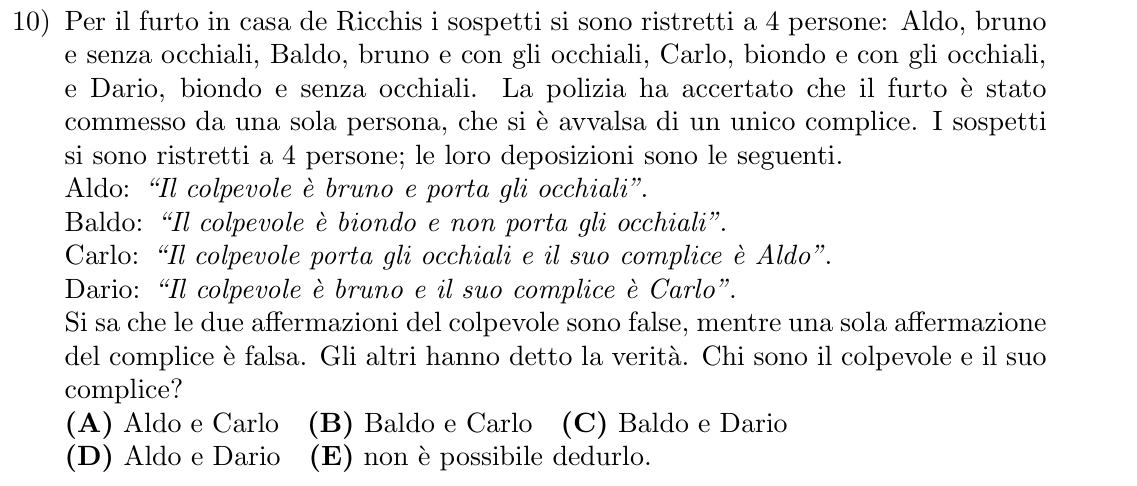 10) Per il furto in casa de Ricchis i sospetti si sono ristretti a 4 persone: Aldo, bruno
e senza occhiali, Baldo, bruno e con gli occhiali, Carlo, biondo e con gli occhiali,
e Dario, biondo e senza occhiali. La polizia ha accertato che il furto è stato
commesso da una sola persona, che si è avvalsa di un unico complice. I sospetti
si sono ristretti a 4 persone; le loro deposizioni sono le seguenti.
Aldo: “Il colpevole è bruno e porta gli occhiali”.
Baldo: “Il colpevole è biondo e non porta gli occhiali”.
Carlo: “Il colpevole porta gli occhiali e il suo complice è Aldo”.
Dario: “Il colpevole è bruno e il suo complice è Carlo”.
Si sa che le due affermazioni del colpevole sono false, mentre una sola affermazione
del complice è falsa. Gli altri hanno detto la verità. Chi sono il colpevole e il suo
complice?
(A) Aldo e Carlo (B) Baldo e Carlo (C) Baldo e Dario
(D) Aldo e Dario (E) non è possibile dedurlo.